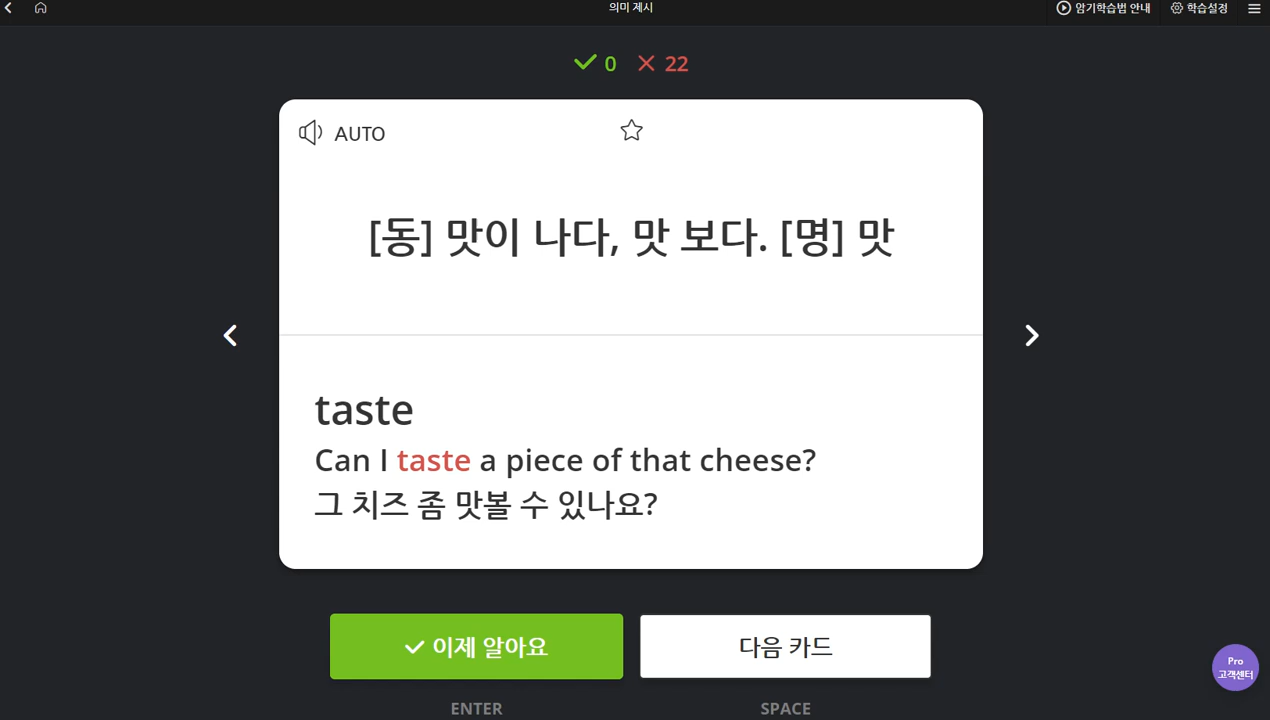 의미 제시
암기학습법 안내
학습설정
0
22
AUTO
[동] 맛이 나다, 맛 보다. [명] 맛
taste
Can I taste a piece of that cheese?
그 치즈 좀 맛볼 수 있나요?
이제 알아요
다음 카드
Pro
고객센터
ENTER
SPACE